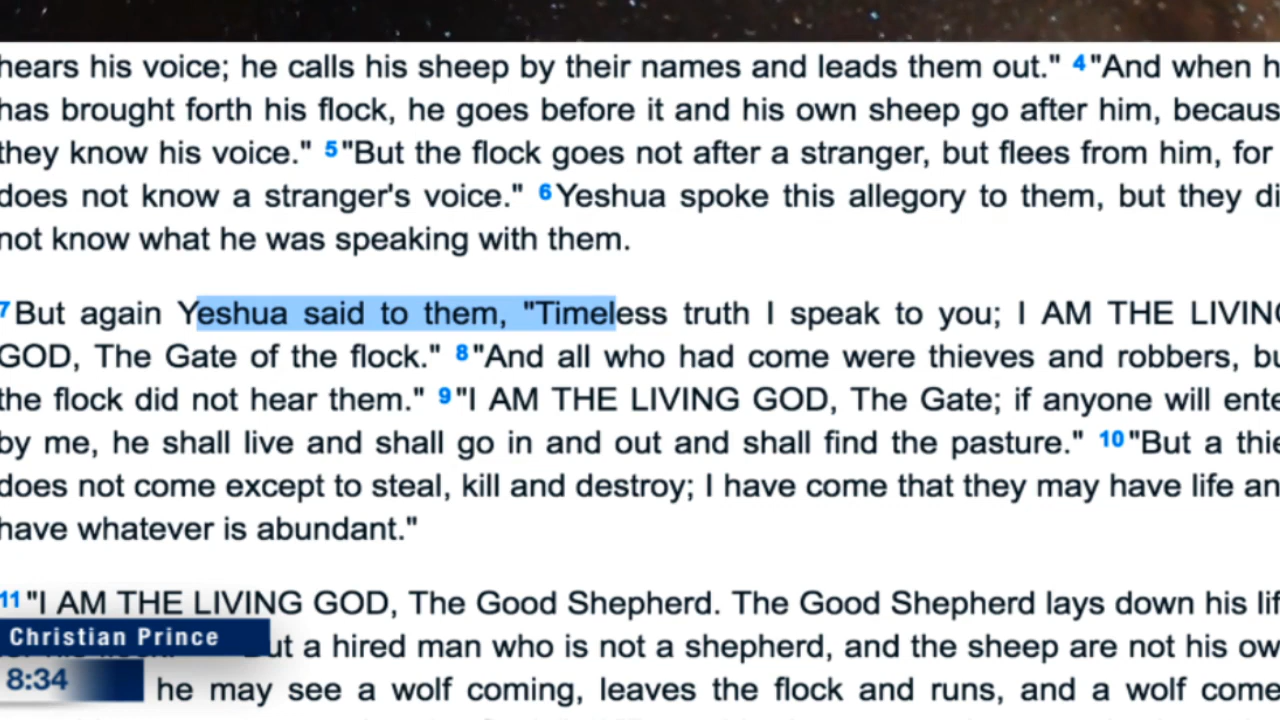 hears his voice; he calls his sheep by their names and leads them out." 4 "And when h
has brought forth his flock, he goes before it and his own sheep go after him, becaus
they know his voice." 5 "But the flock goes not after a stranger, but flees from him, for
does not know a stranger's voice." 6 Yeshua spoke this allegory to them, but they di
not know what he was speaking with them.
7 But again Yeshua said to them, "Timeless truth I speak to you; I AM THE LIVING
GOD, The Gate of the flock." 8 "And all who had come were thieves and robbers, bu
the flock did not hear them." 9 "I AM THE LIVING GOD, The Gate; if anyone will ente
by me, he shall live and shall go in and out and shall find the pasture." 10 "But a thie
does not come except to steal, kill and destroy; I have come that they may have life an
have whatever is abundant."
11 "I AM THE LIVING GOD, The Good Shepherd. The Good Shepherd lays down his lif
Christian Prince
ut a hired man who is not a shepherd, and the sheep are not his ow
8:34
he may see a wolf coming, leaves the flock and runs, and a wolf come